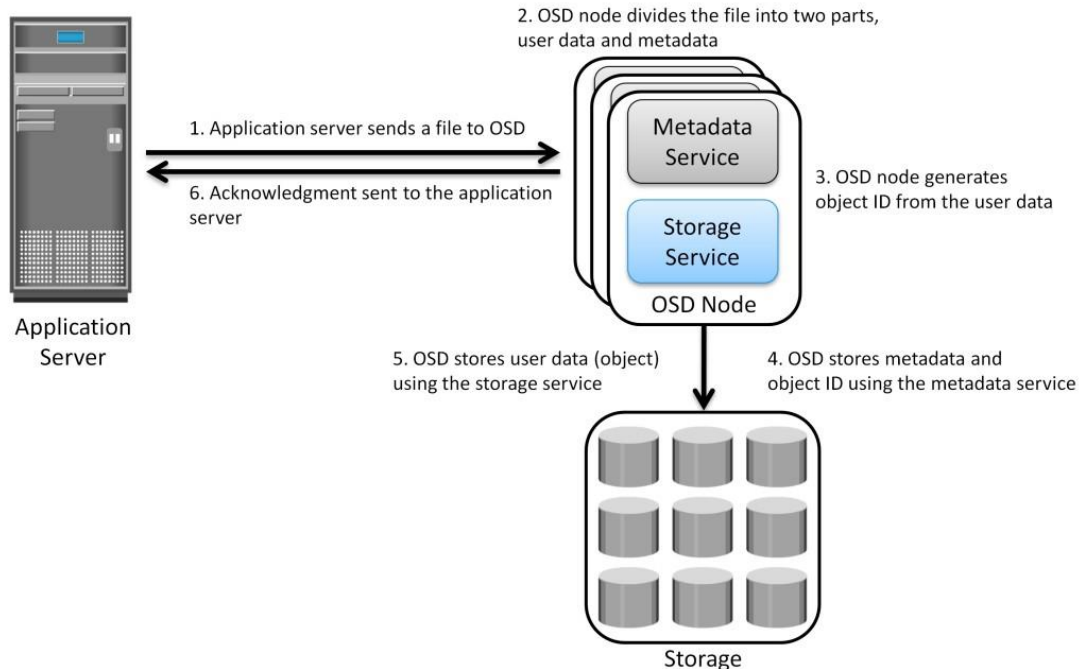 2. OSD node divides the file into two parts,
user data and metadata
1. Application server sends a file to OSD
6. Acknowledgment sent to the application
server
Metadada
Service
Storage
Service
OSD Node
3. OSD node generates
object ID from the user data
Application
Server
5. OSD stores user data (object)
using the storage service
4. OSD stores metadata and
object ID using the metadata service
Storage